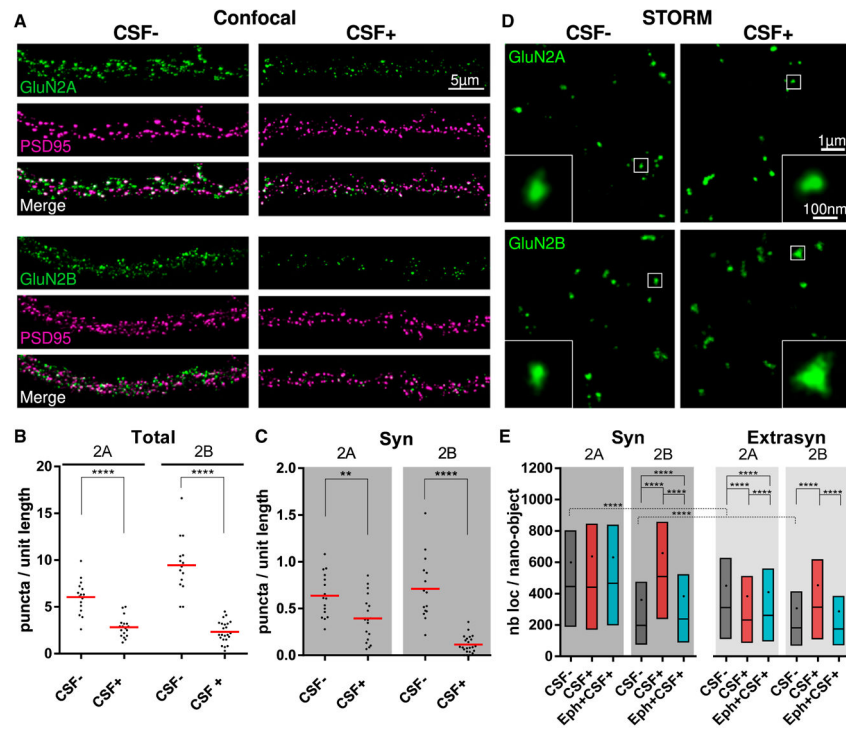 A Confocal
CSF- CSF+
GluN2A
5µm
PSD95
Merge
GluN2B
PSD95
Merge
D STORM
CSF- CSF+
GluN2A
1µm
100nm
GluN2B
B Total
2A 2B
**** ****
20
15
10
5
0
puncta / unit length
CSF- CSF+ CSF- CSF+
C Syn
2A 2B
** ****
2.0
1.5
1.0
0.5
0.0
puncta / unit length
CSF- CSF+ CSF- CSF+
E Syn Extrasyn
2A 2B 2A 2B
**** **** ****
**** **** **** **** **** ****
****
****
1200
1000
800
600
400
200
0
nb loc / nano-object
CSF- CSF+ Eph+CSF+ CSF- CSF+ Eph+CSF+ CSF- CSF+ Eph+CSF+ CSF- CSF+ Eph+CSF+